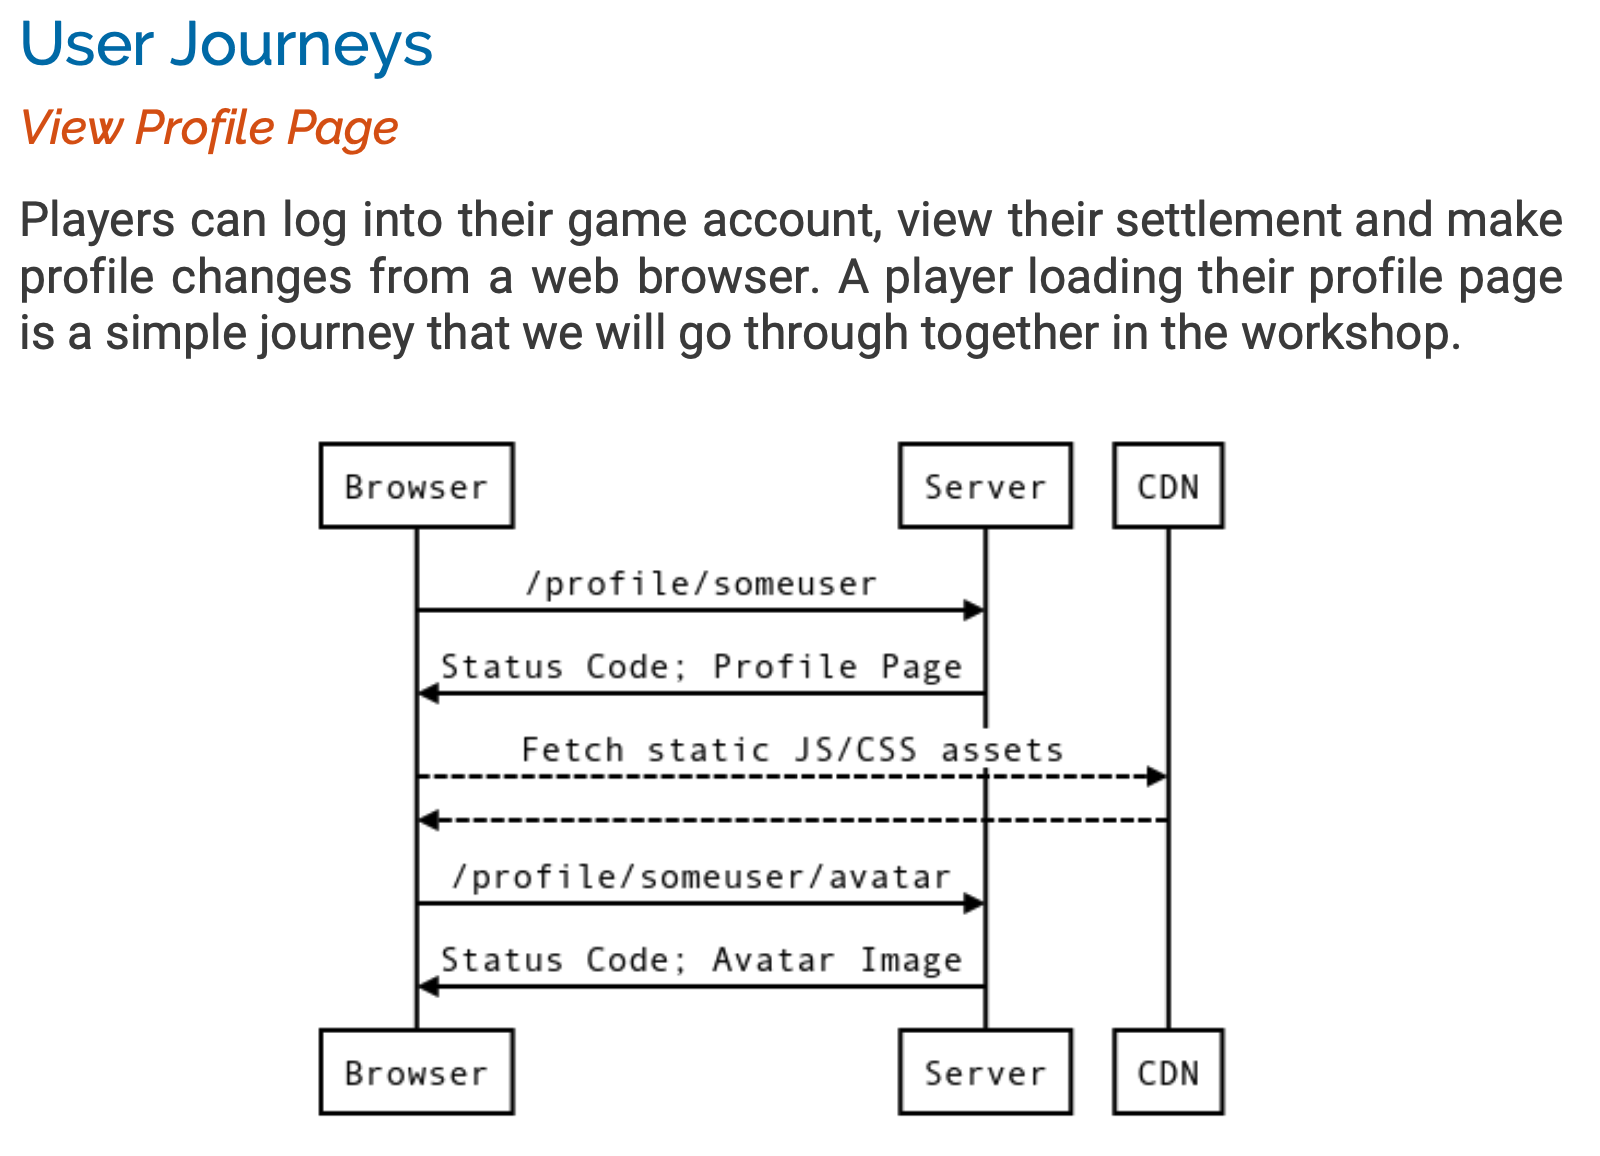 User Journeys
View Profile Page
Players can log into their game account, view their settlement and make
profile changes from a web browser. A player loading their profile page
is a simple journey that we will go through together in the workshop.
Browser Server CDN
/profile/someuser
Status Code; Profile Page
Fetch static JS/CSS assets
/profile/someuser/avatar
Status Code; Avatar Image
Browser Server CDN